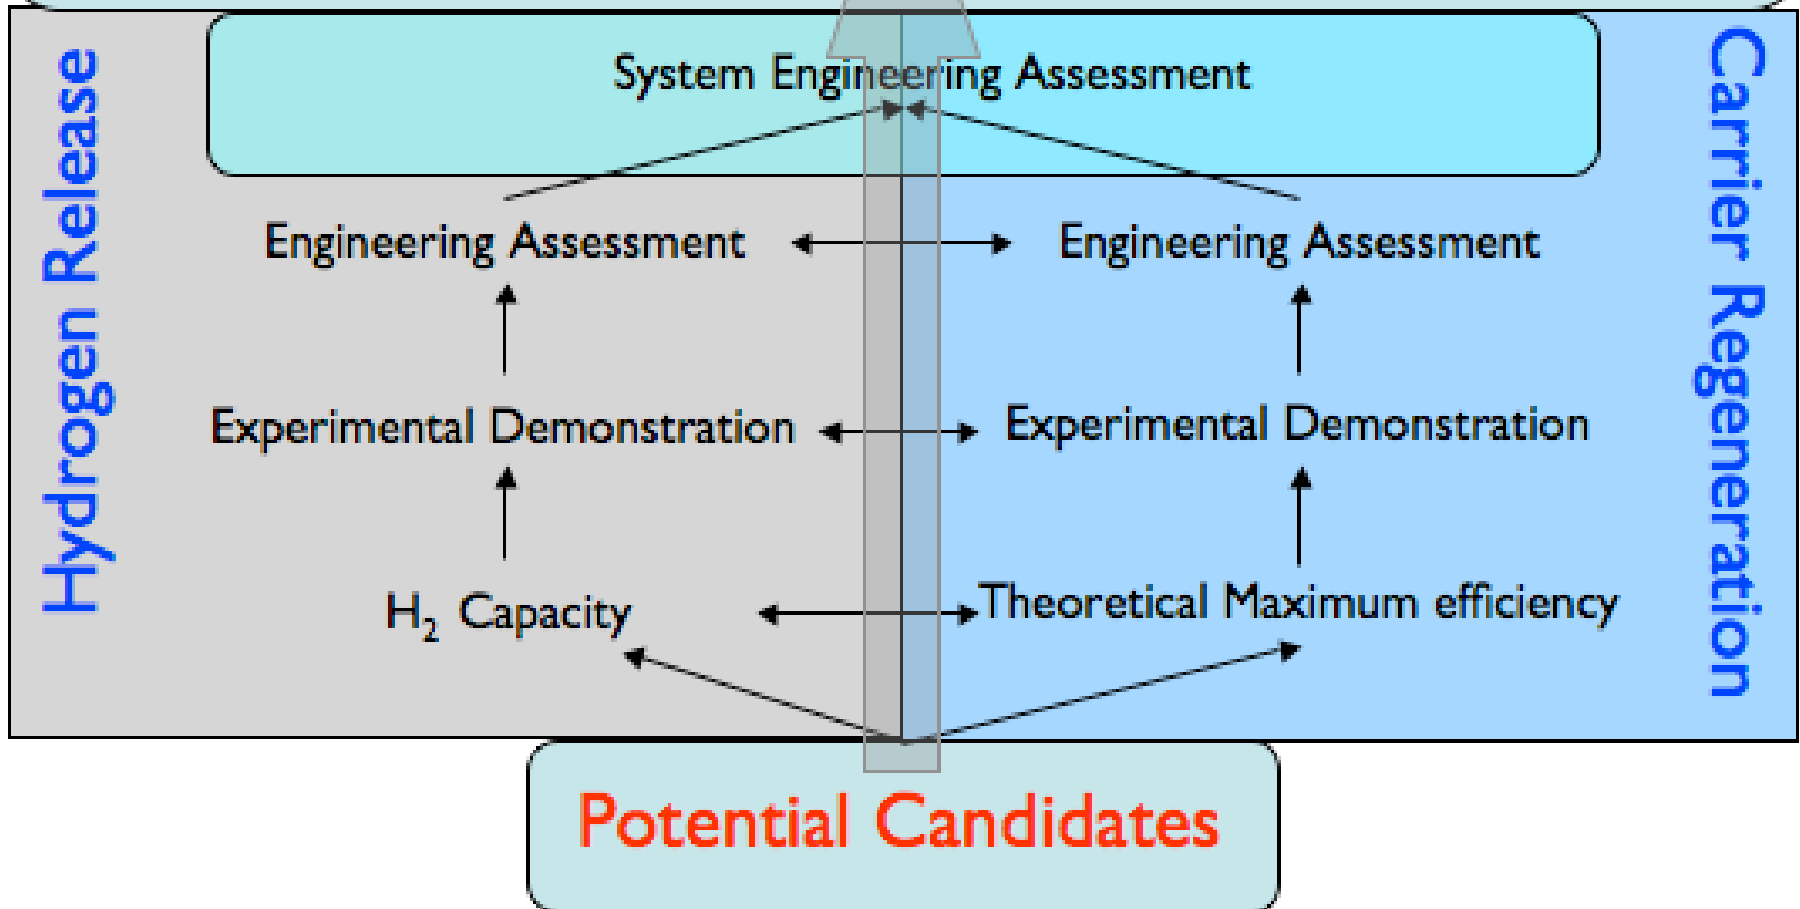 System Engineering Assessment
Hydrogen Release
Carrier Regeneration
Engineering Assessment
Engineering Assessment
Experimental Demonstration
Experimental Demonstration
H₂ Capacity
Theoretical Maximum efficiency
Potential Candidates